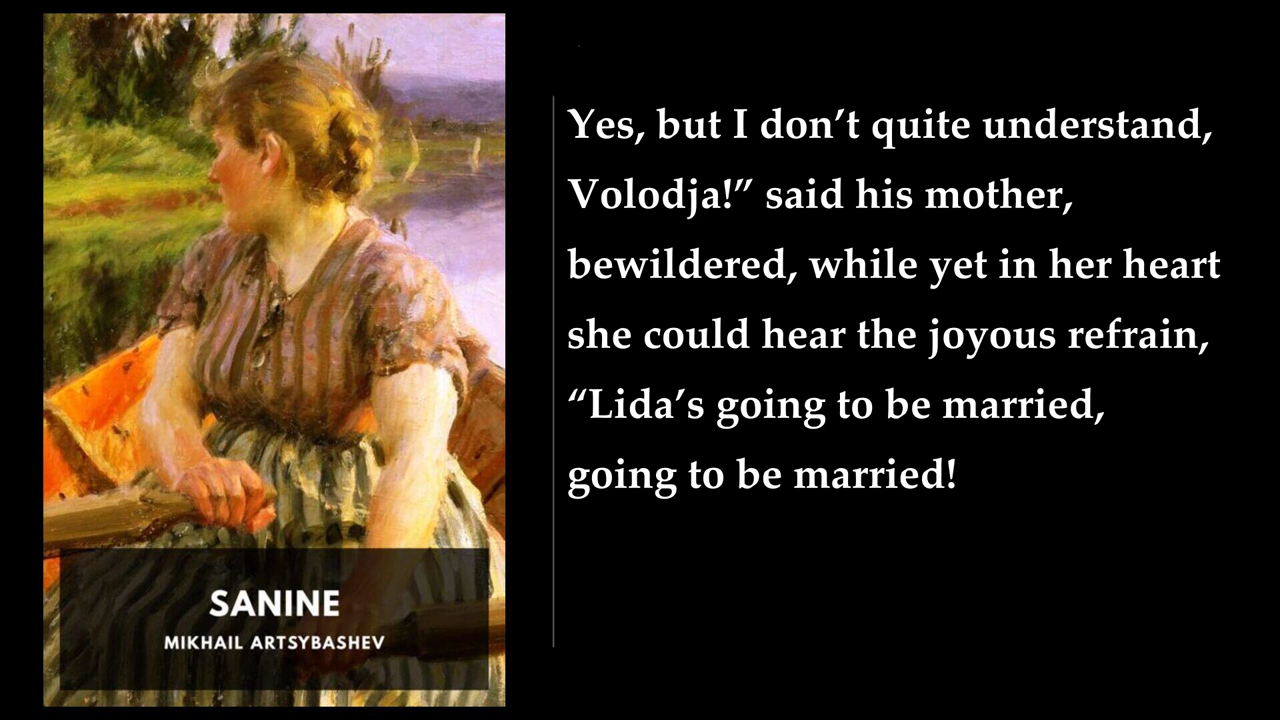 Yes, but I don’t quite understand,
Volodja!” said his mother,
bewildered, while yet in her heart
she could hear the joyous refrain,
“Lida’s going to be married,
going to be married!
SANINE
MIKHAIL ARTSYBASHEV